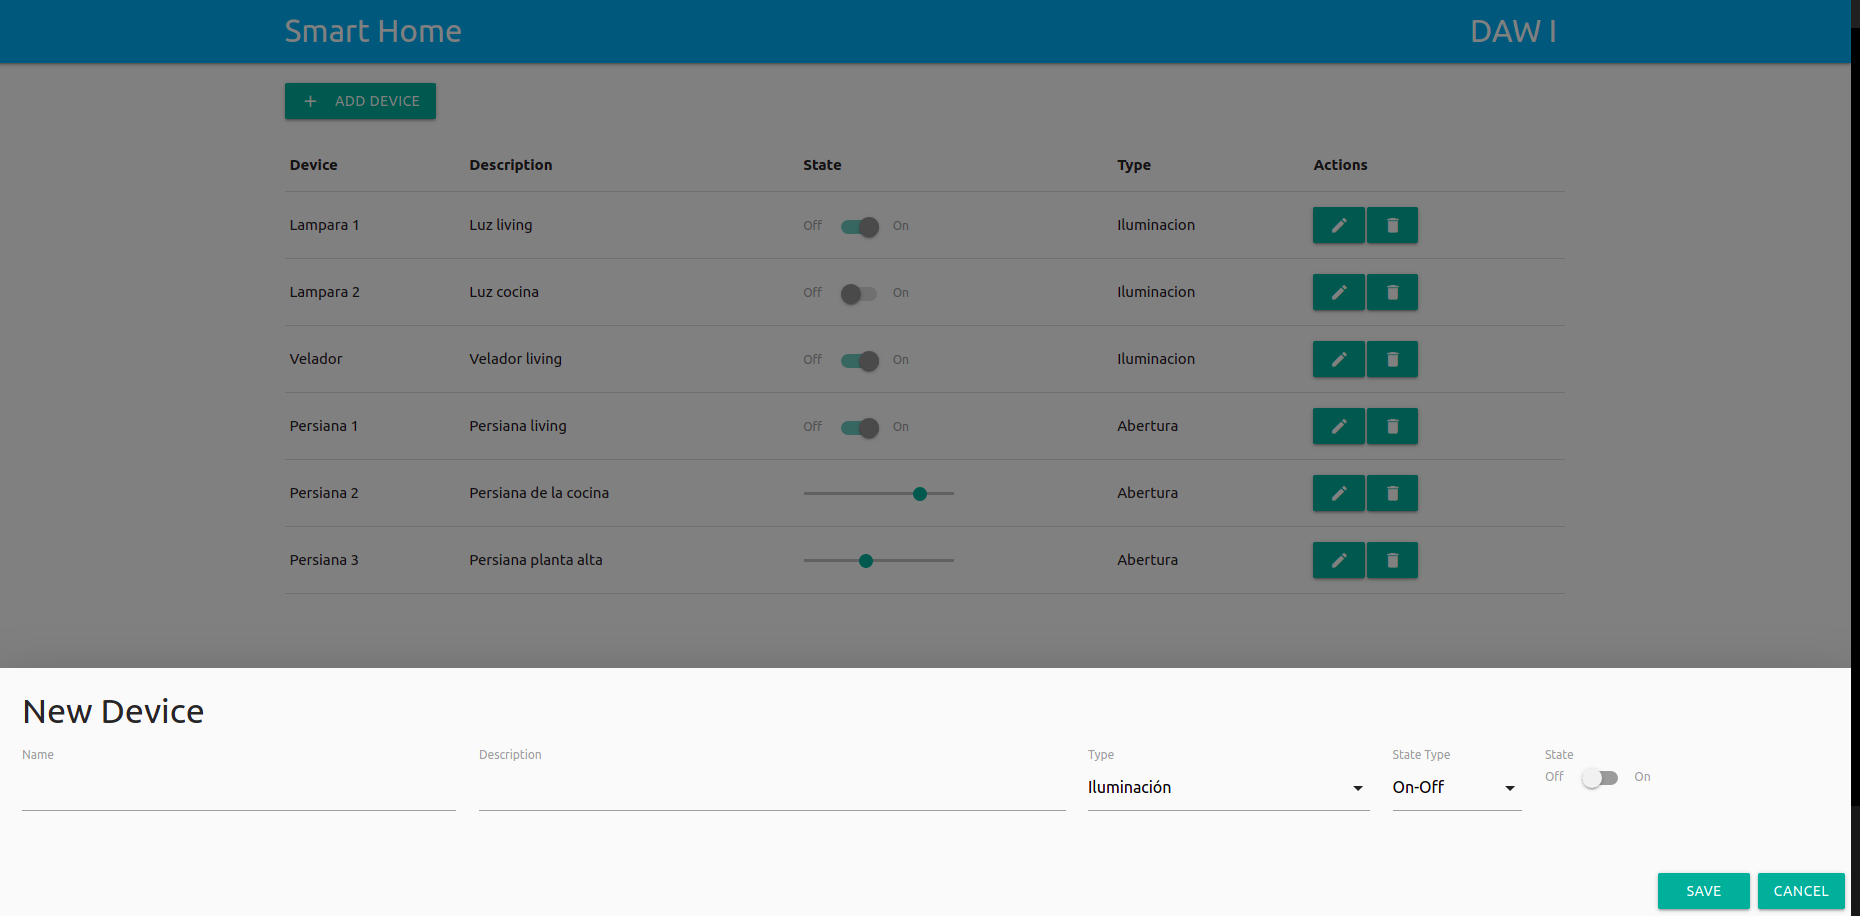 Smart Home DAW I
ADD DEVICE
Device Description State Type Actions
Lampara 1 Luz living Off On Iluminacion
Lampara 2 Luz cocina Off On Iluminacion
Velador Velador living Off On Iluminacion
Persiana 1 Persiana living Off On Abertura
Persiana 2 Persiana de la cocina Abertura
Persiana 3 Persiana planta alta Abertura
New Device
Name Description Type State Type State
Off On
Iluminación On-Off
SAVE CANCEL